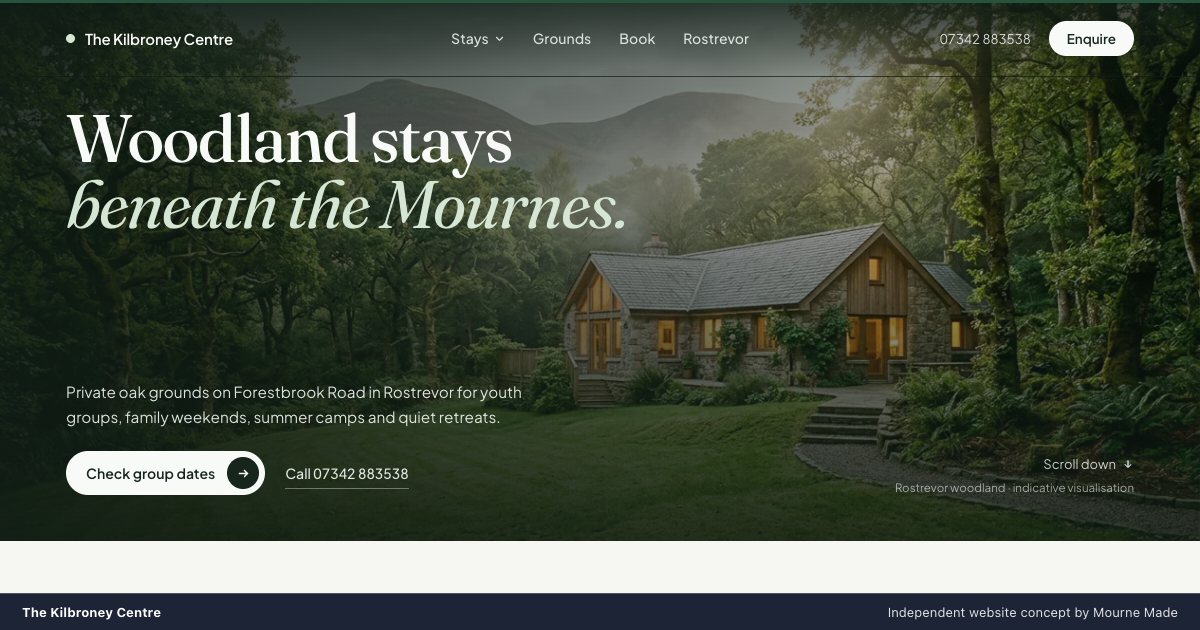 The Kilbroney Centre
Stays
Grounds
Book
Rostrevor
07342 883538
Enquire
Woodland stays
beneath the Mournes.
Private oak grounds on Forestbrook Road in Rostrevor for youth
groups, family weekends, summer camps and quiet retreats.
Check group dates
Call 07342 883538
Scroll down
Rostrevor woodland · indicative visualisation
The Kilbroney Centre
Independent website concept by Mourne Made